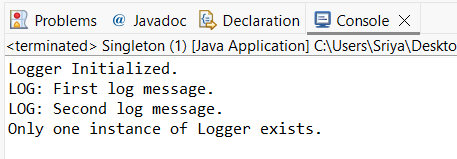 Problems @ Javadoc Declaration Console
<terminated> Singleton (1) [Java Application] C:\Users\Sriya\Deskto
Logger Initialized.
LOG: First log message.
LOG: Second log message.
Only one instance of Logger exists.